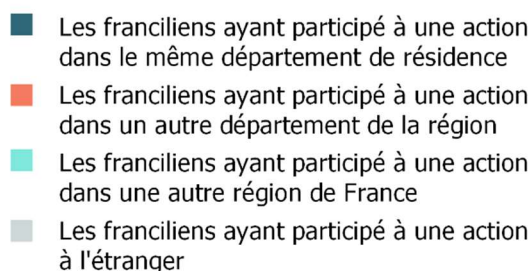 Les franciliens ayant participé à une action
dans le même département de résidence
Les franciliens ayant participé à une action
dans un autre département de la région
Les franciliens ayant participé à une action
dans une autre région de France
Les franciliens ayant participé à une action
à l'étranger